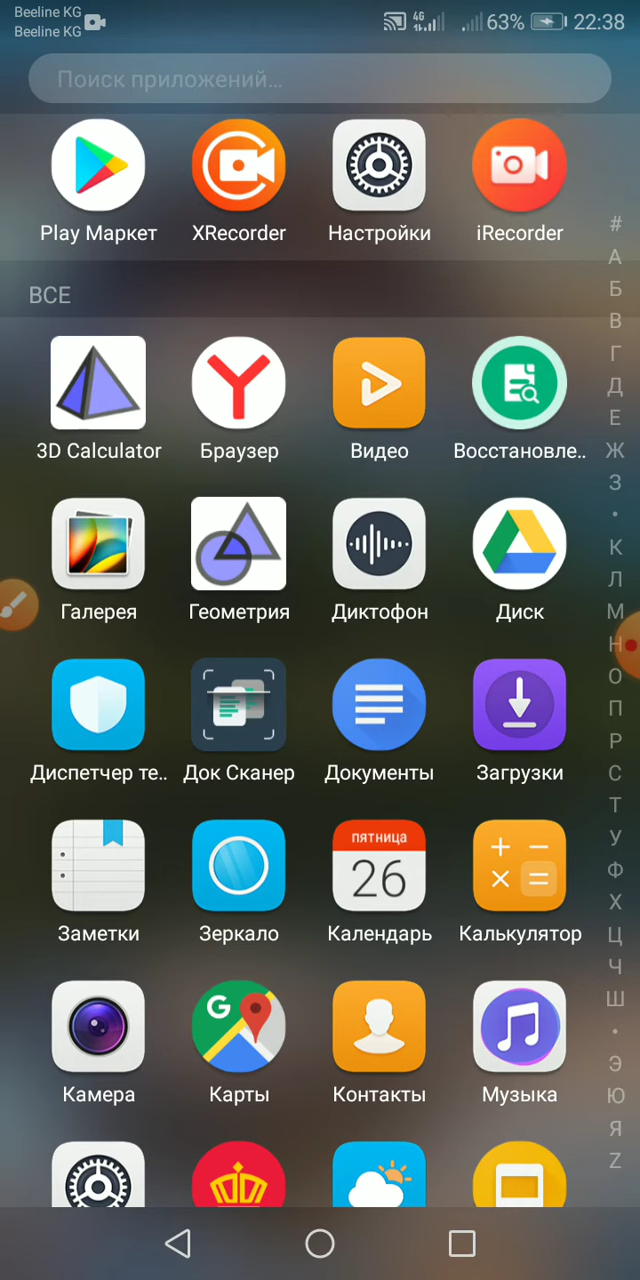 Beeline KG
Beeline KG
4G
63%
22:38
Поиск приложений...
Play Маркет
XRecorder
Настройки
iRecorder
ВСЕ
3D Calculator
Браузер
Видео
Восстановле..
Галерея
Геометрия
Диктофон
Диск
Диспетчер те..
Док Сканер
Документы
Загрузки
пятница
26
Заметки
Зеркало
Календарь
Калькулятор
G
Камера
Карты
Контакты
Музыка
#
А
Б
В
Г
Д
Е
Ж
З
•
К
Л
М
Н
О
П
Р
С
Т
У
Ф
Х
Ц
Ч
Ш
•
Э
Ю
Я
Z